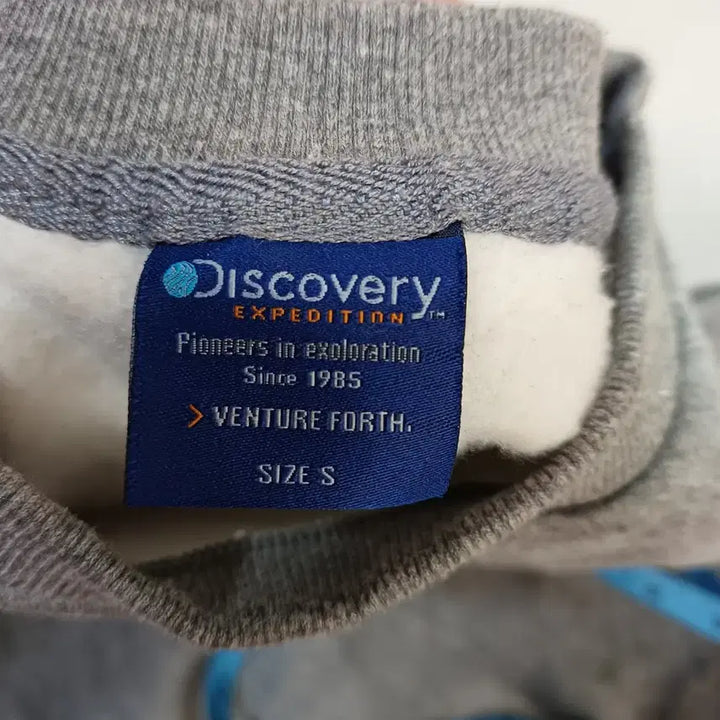 Discovery
EXPEDITION™
Pioneers in exploration
Since 1985
> VENTURE FORTH.
SIZE S